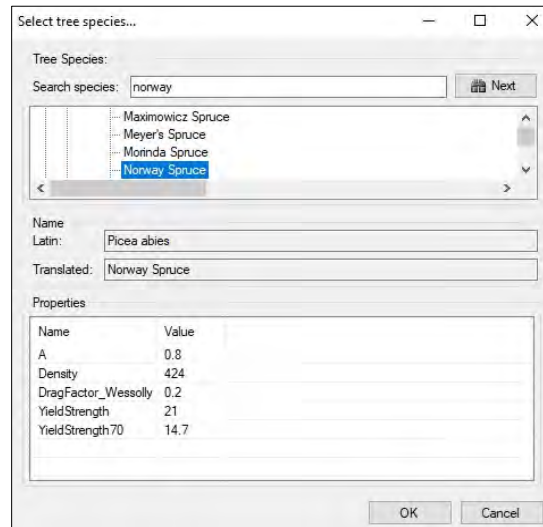 Select tree species...
Tree Species:
Search species: norway Next
Maximowicz Spruce
Meyer's Spruce
Morinda Spruce
Norway Spruce
Name
Latin: Picea abies
Translated: Norway Spruce
Properties
Name Value
A 0.8
Density 424
DragFactor_Wessolly 0.2
YieldStrength 21
YieldStrength70 14.7
OK Cancel